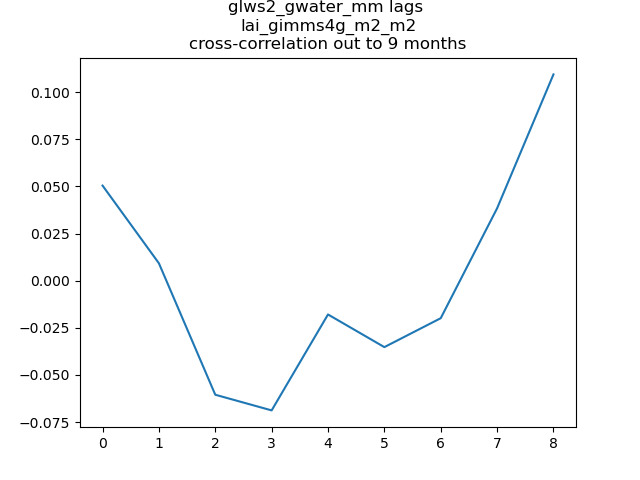 glws2_gwater_mm lags
lai_gimms4g_m2_m2
cross-correlation out to 9 months
0.100
0.075
0.050
0.025
0.000
−0.025
−0.050
−0.075
0 1 2 3 4 5 6 7 8